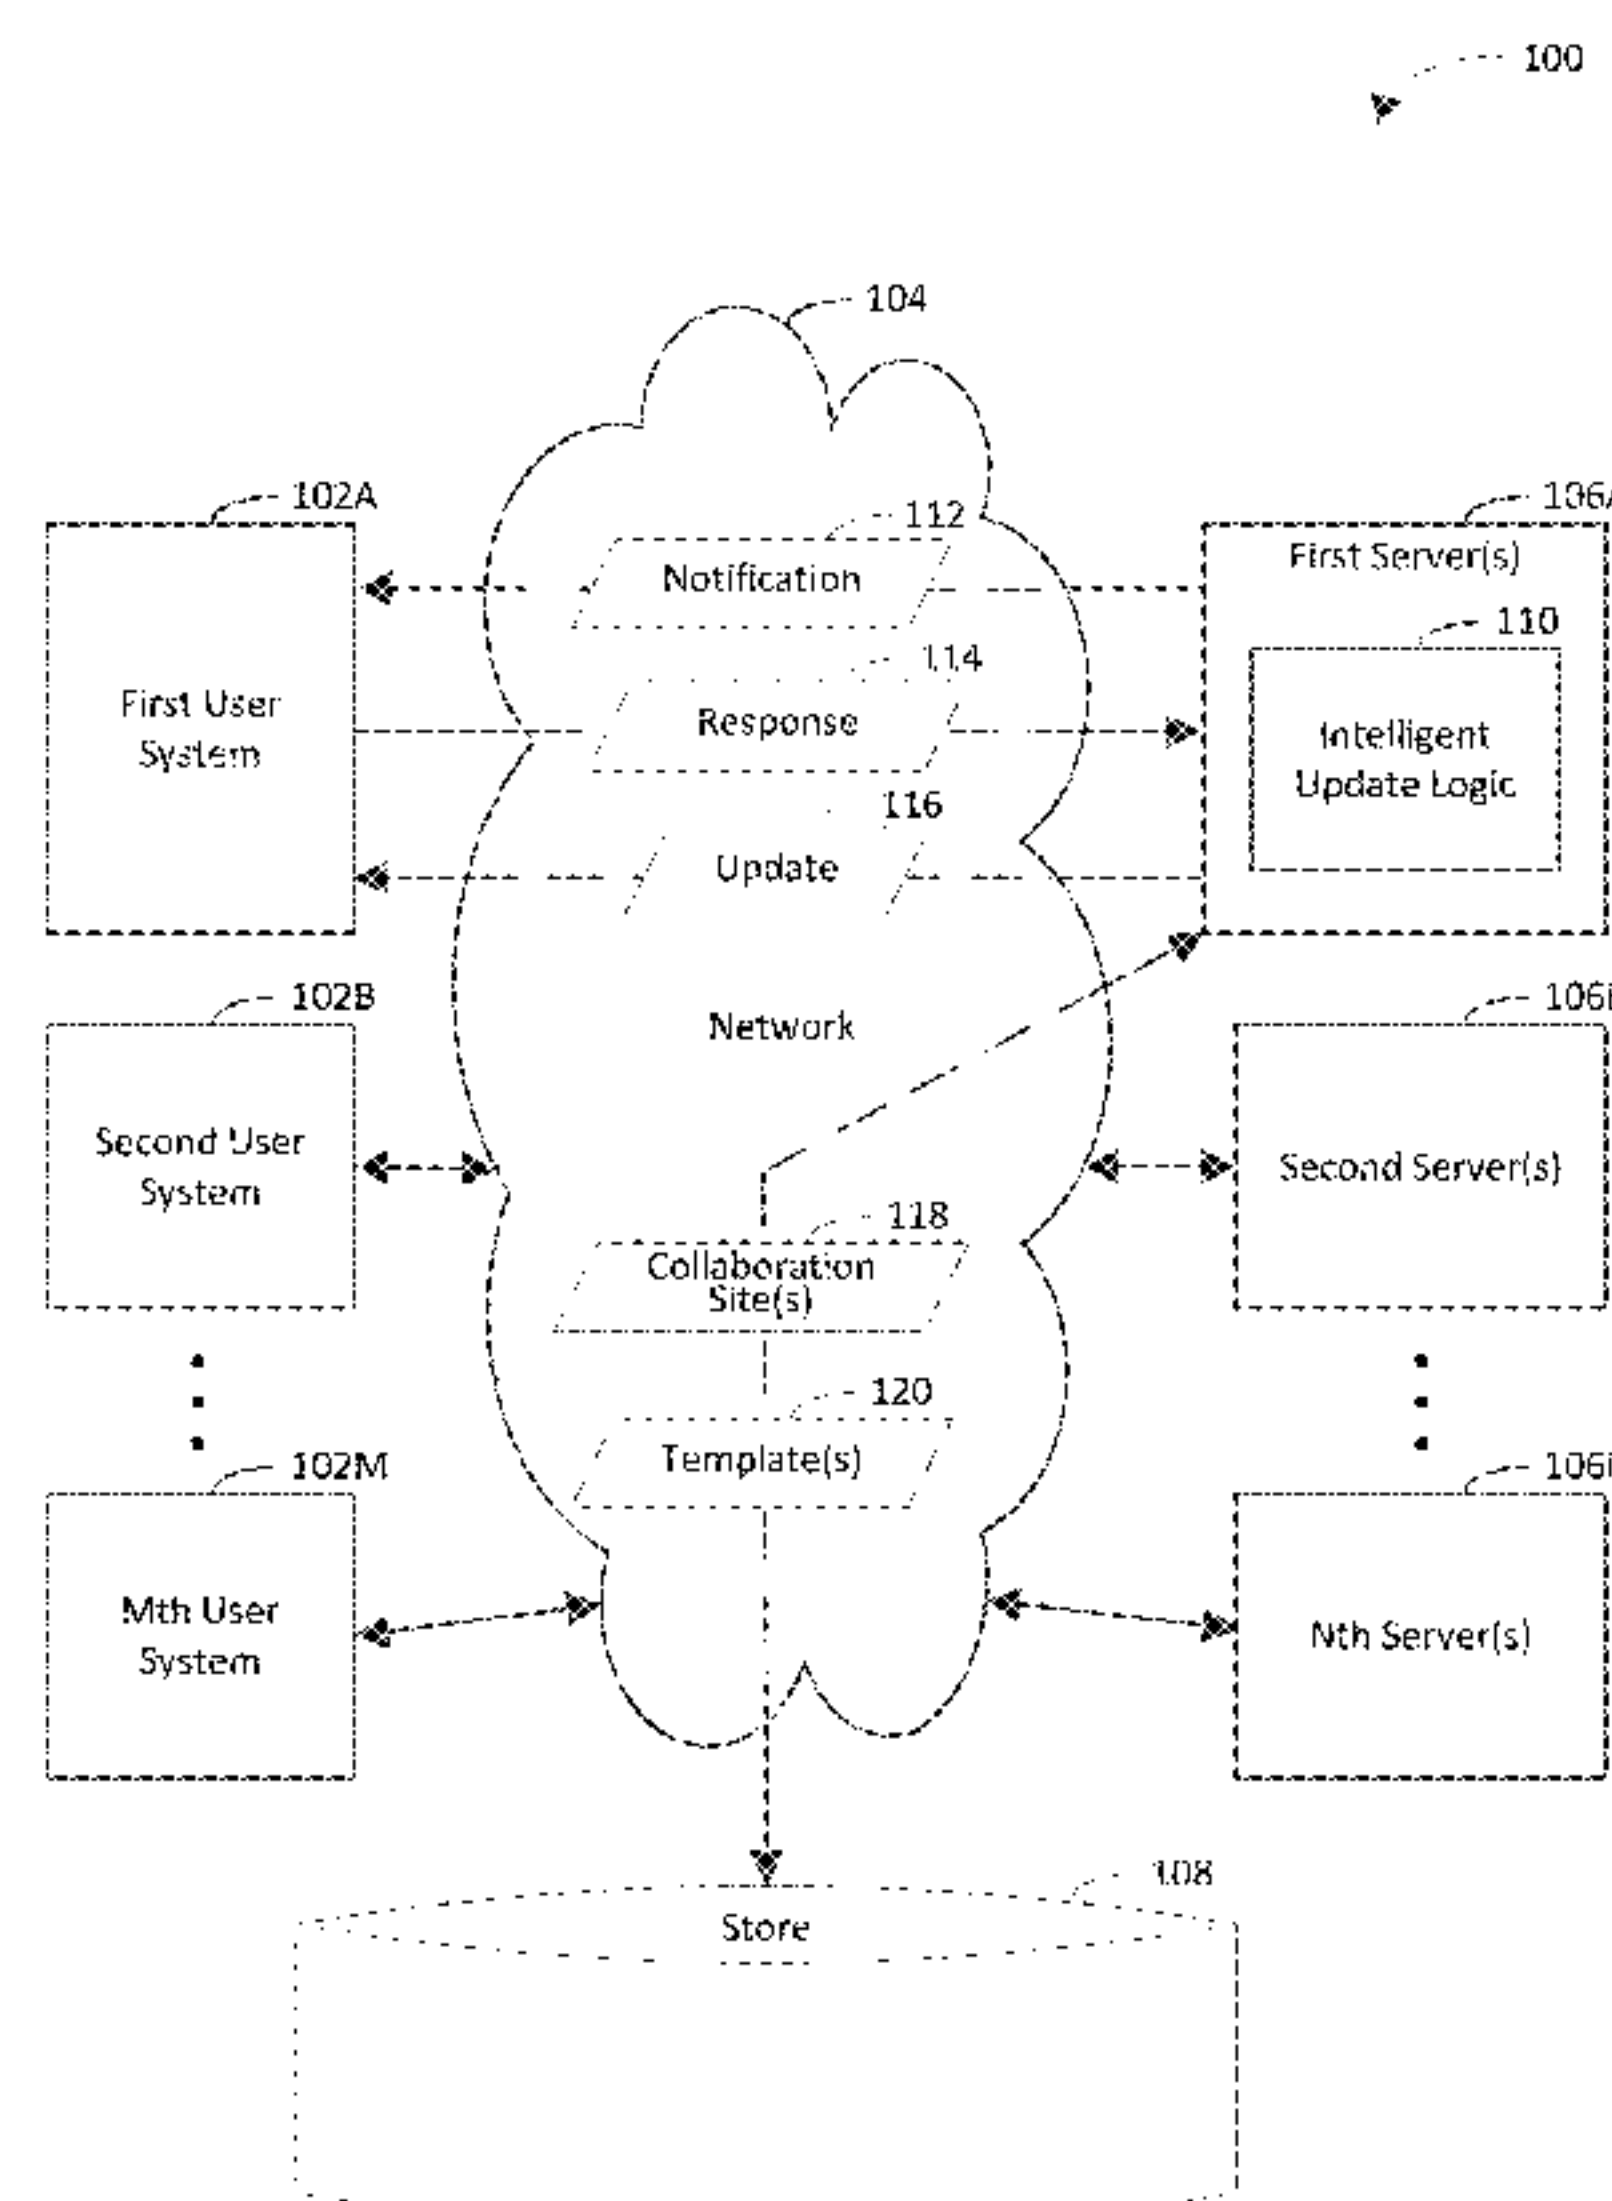 100
104
102A
106A
112
First Server(s)
Notification
110
114
First User
System
Response
Intelligent
Update Logic
116
Update
102B
Network
Second User
System
Second Server(s)
118
Collaboration
Site(s)
120
Template(s)
102M
Mth User
System
Nth Server(s)
108
Store